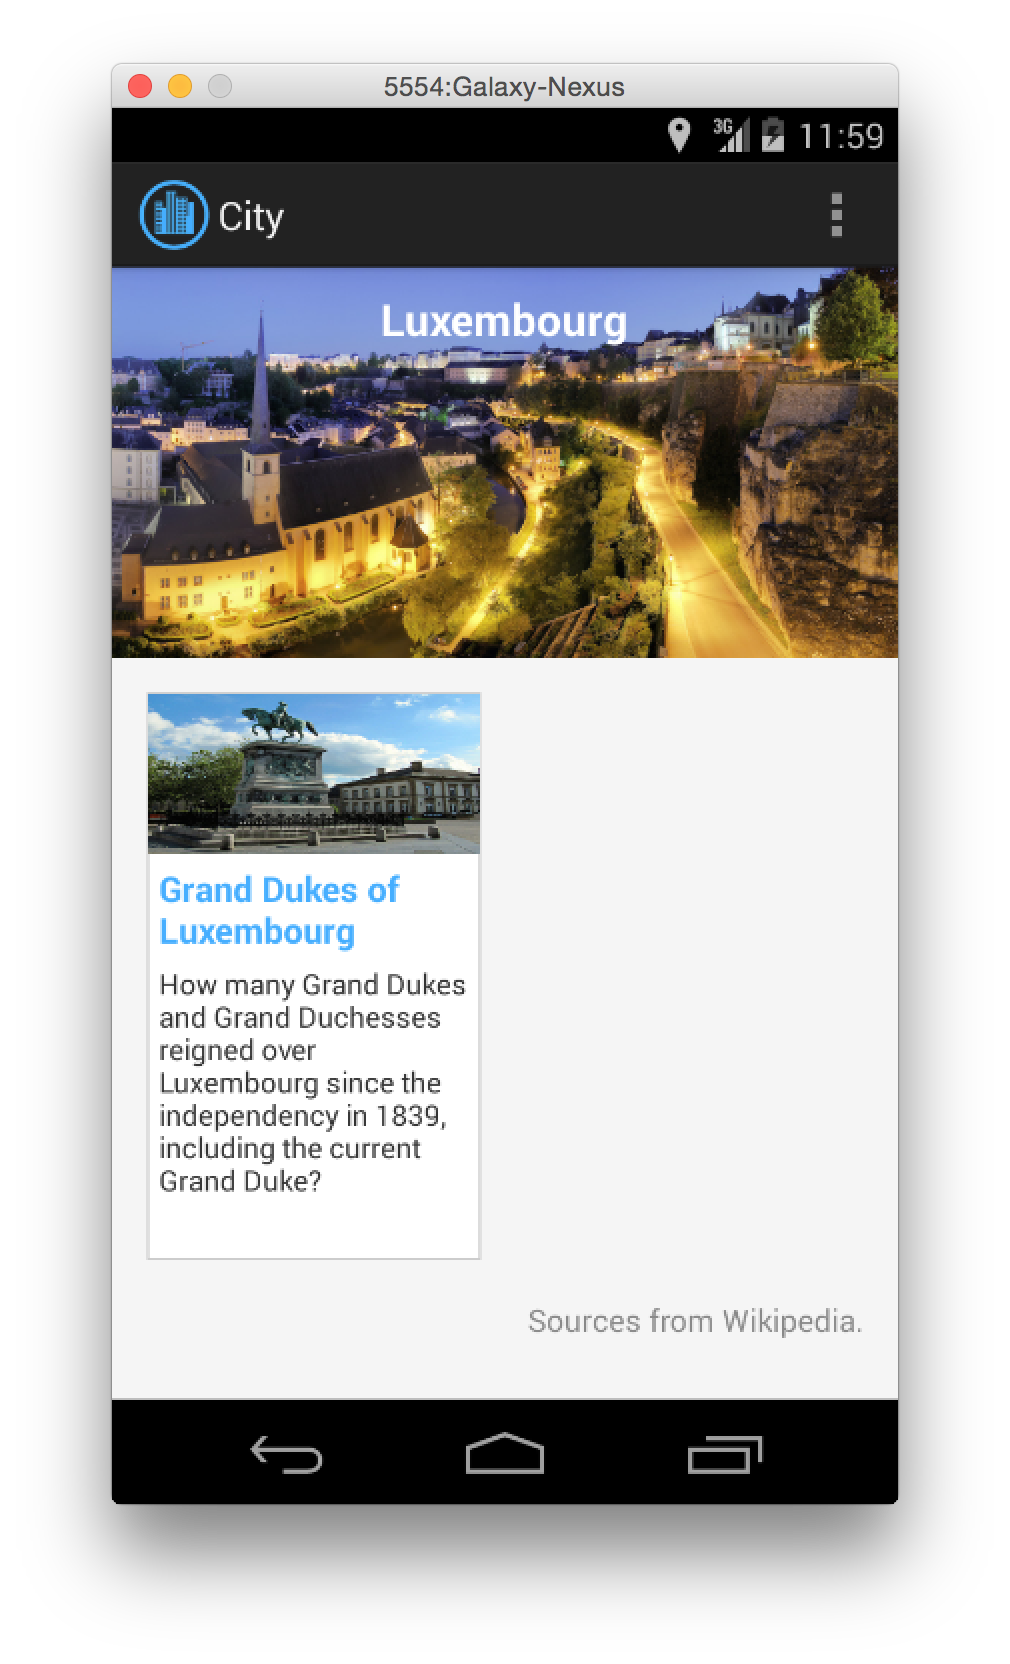 5554:Galaxy-Nexus
3G 11:59
City
Luxembourg
Grand Dukes of
Luxembourg
How many Grand Dukes
and Grand Duchesses
reigned over
Luxembourg since the
independency in 1839,
including the current
Grand Duke?
Sources from Wikipedia.